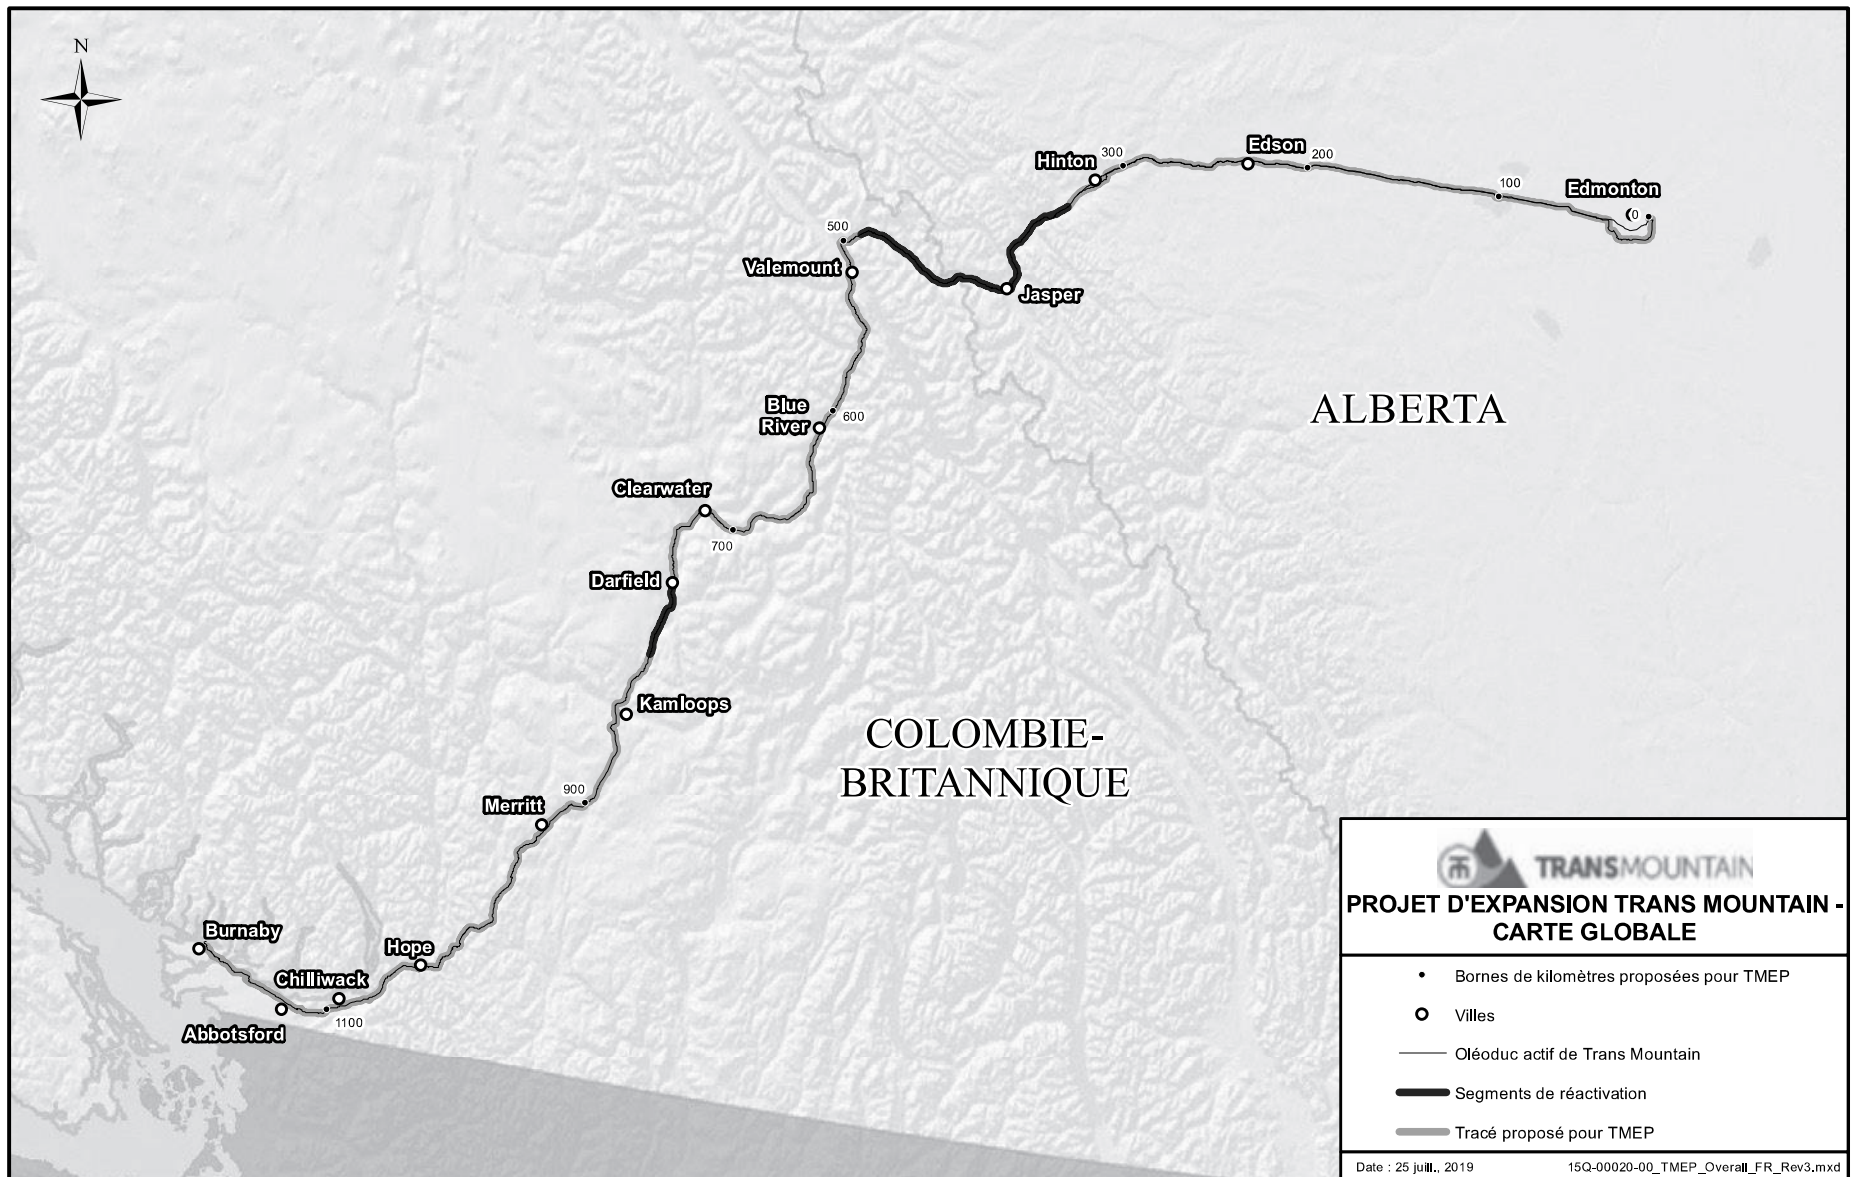 N
Hinton
300
Edson
200
100
Edmonton
0
500
Valemount
Jasper
Blue
River
600
ALBERTA
Clearwater
700
Darfield
Kamloops
COLOMBIE-
BRITANNIQUE
900
Merritt
Burnaby
Hope
Chilliwack
Abbotsford
1100
TRANSMOUNTAIN
PROJET D'EXPANSION TRANS MOUNTAIN -
CARTE GLOBALE
Bornes de kilomètres proposées pour TMEP
Villes
Oléoduc actif de Trans Mountain
Segments de réactivation
Tracé proposé pour TMEP
Date : 25 juill., 2019 15Q-00020-00_TMEP_Overall_FR_Rev3.mxd